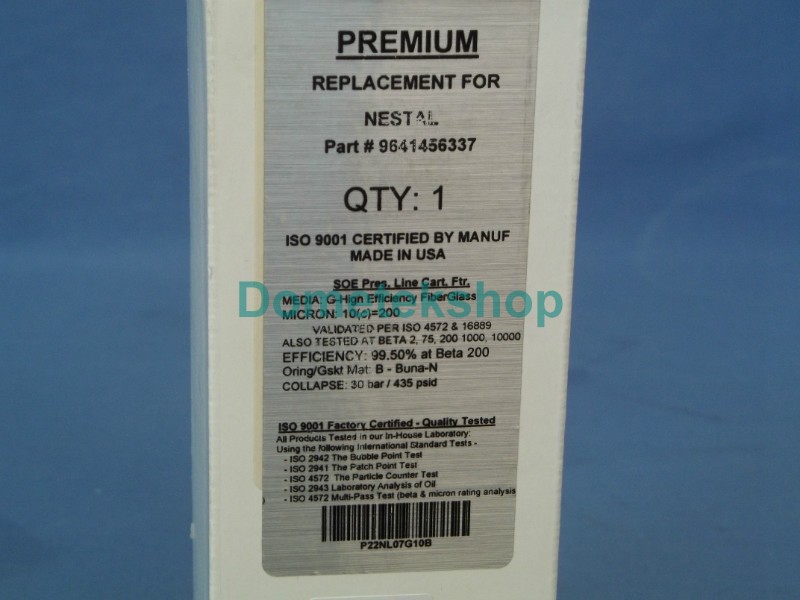 PREMIUM
REPLACEMENT FOR
NESTAL
Part # 9641456337
QTY: 1
ISO 9001 CERTIFIED BY MANUF
MADE IN USA
SOE Pres. Line Cart. Ftr.
MEDIA: G-High Efficiency FiberGlass
Dometekshop
MICRON: 10(c)=200
VALIDATED PER ISO 4572 & 16889
ALSO TESTED AT BETA 2, 75, 200 1000, 10000
EFFICIENCY: 99.50% at Beta 200
Oring/Gskt Mat: B - Buna-N
COLLAPSE: 30 bar / 435 psid
ISO 9001 Factory Certified - Quality Tested
All Products Tested in our In-House Laboratory:
Using the following International Standard Tests -
- ISO 2942 The Bubble Point Test
- ISO 2941 The Patch Point Test
- ISO 4572 The Particle Counter Test
- ISO 2943 Laboratory Analysis of Oil
- ISO 4572 Multi-Pass Test (beta & micron rating analysis
P22NL07G10B